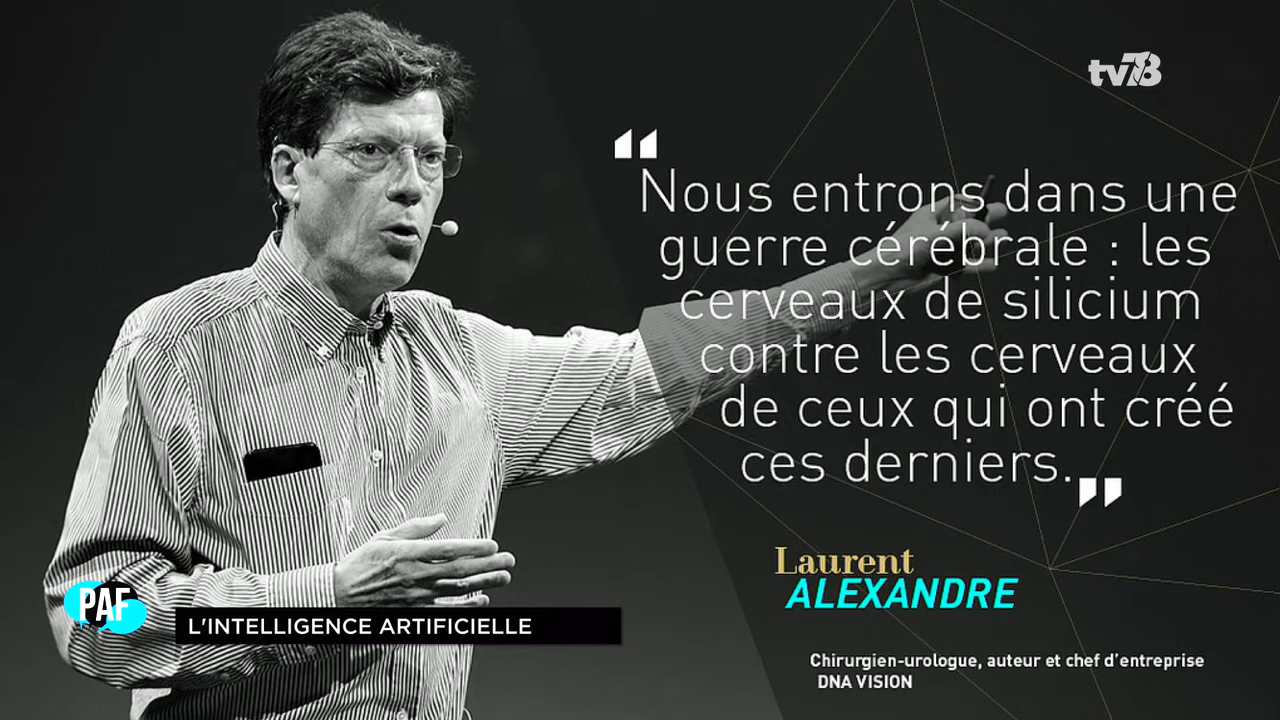 tv78
“
Nous entrons dans une
guerre cérébrale : les
cerveaux de silicium
contre les cerveaux
de ceux qui ont créé
ces derniers.
”
Laurent
ALEXANDRE
PAF
L'INTELLIGENCE ARTIFICIELLE
Chirurgien-urologue, auteur et chef d'entreprise
DNA VISION